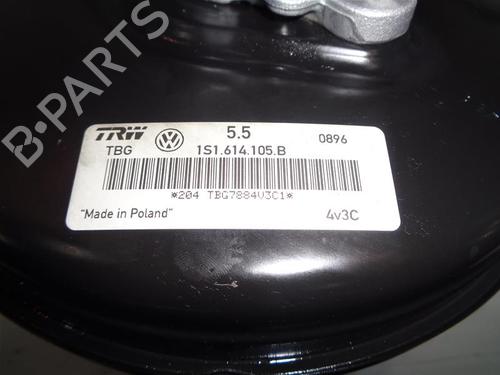 B-PARTS
TRW 5.5 0896
TBG 1S1.614.105.B
*204 TBG7884V3C1*
"Made in Poland" 4v3C